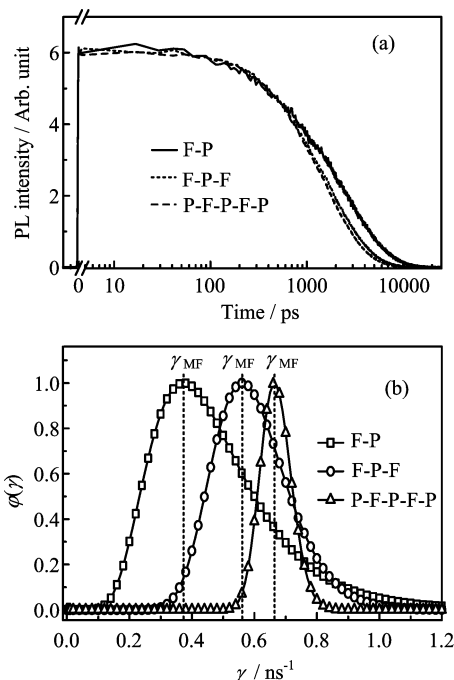 (a)
PL intensity / Arb. unit
6
4
2
0
F-P
F-P-F
P-F-P-F-P
0 10 100 1000 10000
Time / ps
γMF γMF γMF
(b)
φ(γ)
1.0
0.8
0.6
0.4
0.2
0.0
F-P
F-P-F
P-F-P-F-P
0.0 0.2 0.4 0.6 0.8 1.0 1.2
γ / ns⁻¹